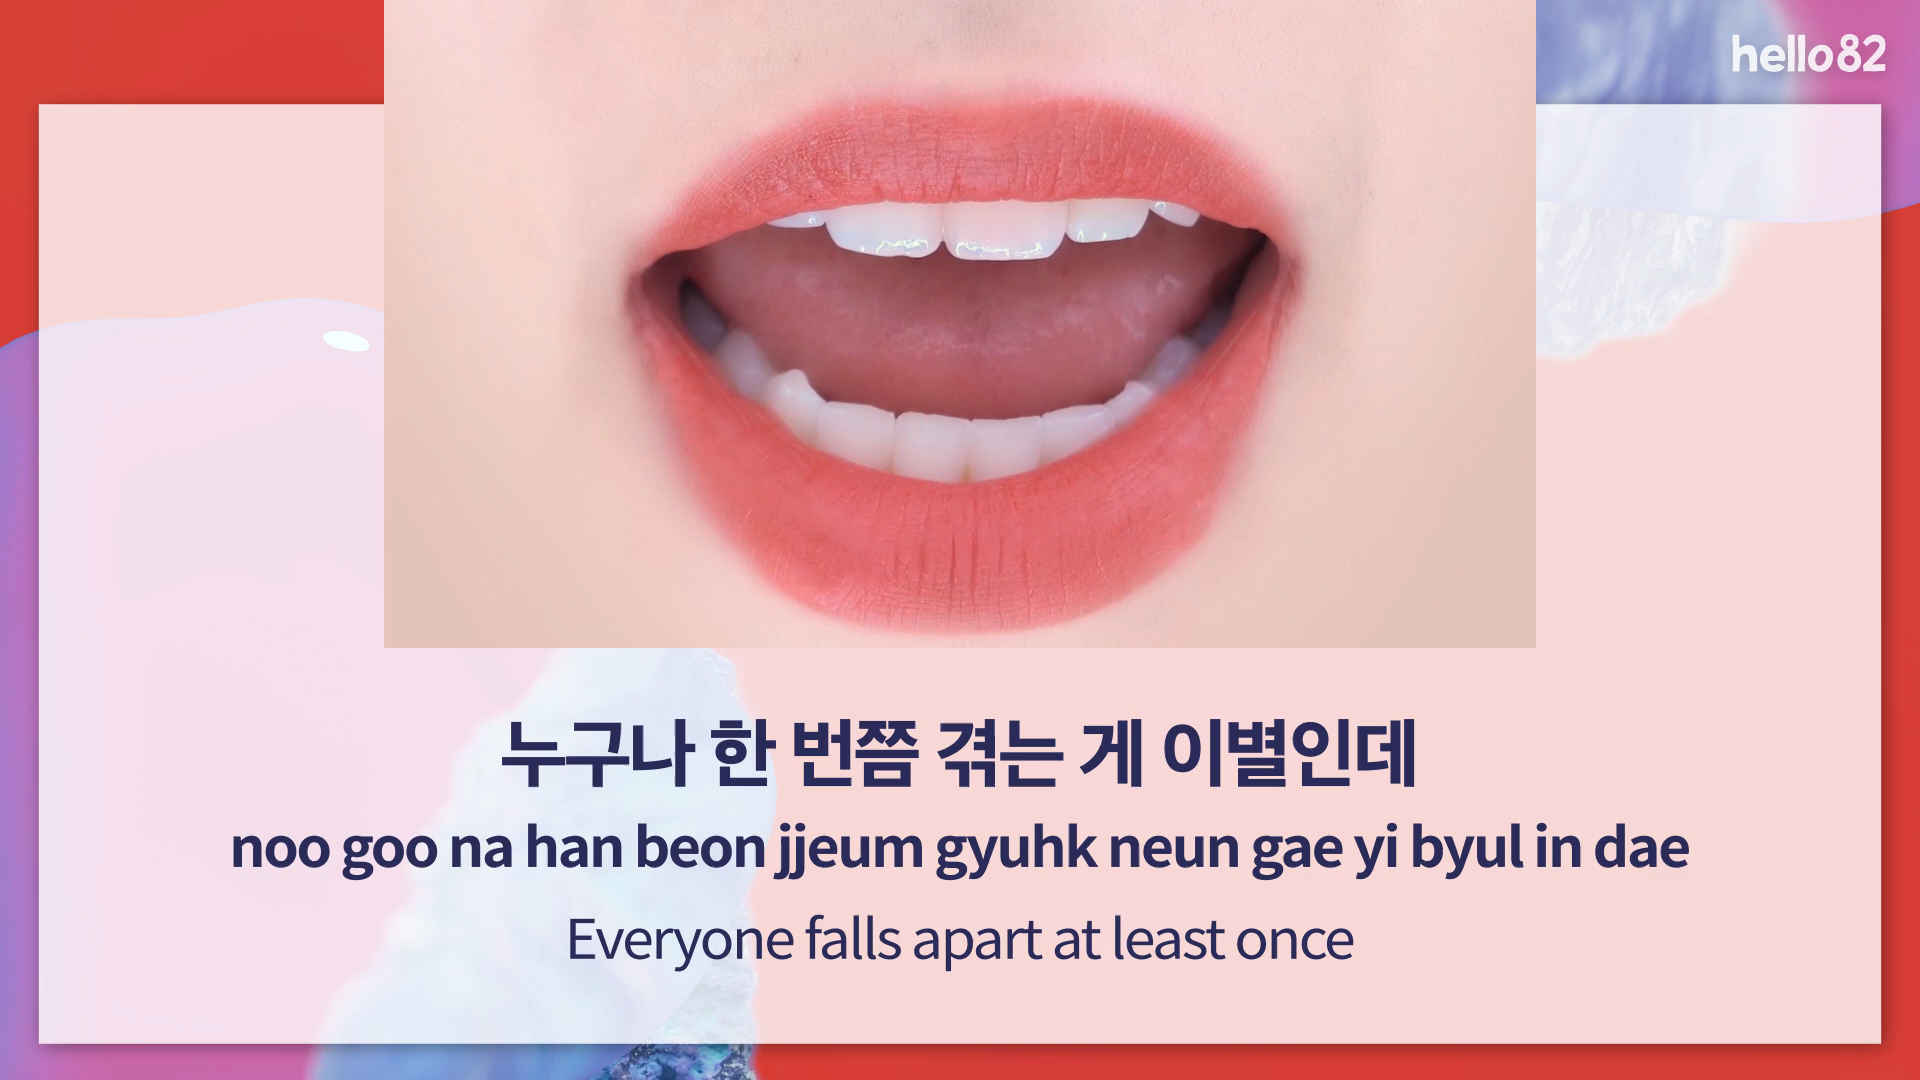 hello82
누구나 한 번쯤 겪는 게 이별인데
noo goo na han beon jjeum gyuhk neun gae yi byul in dae
Everyone falls apart at least once